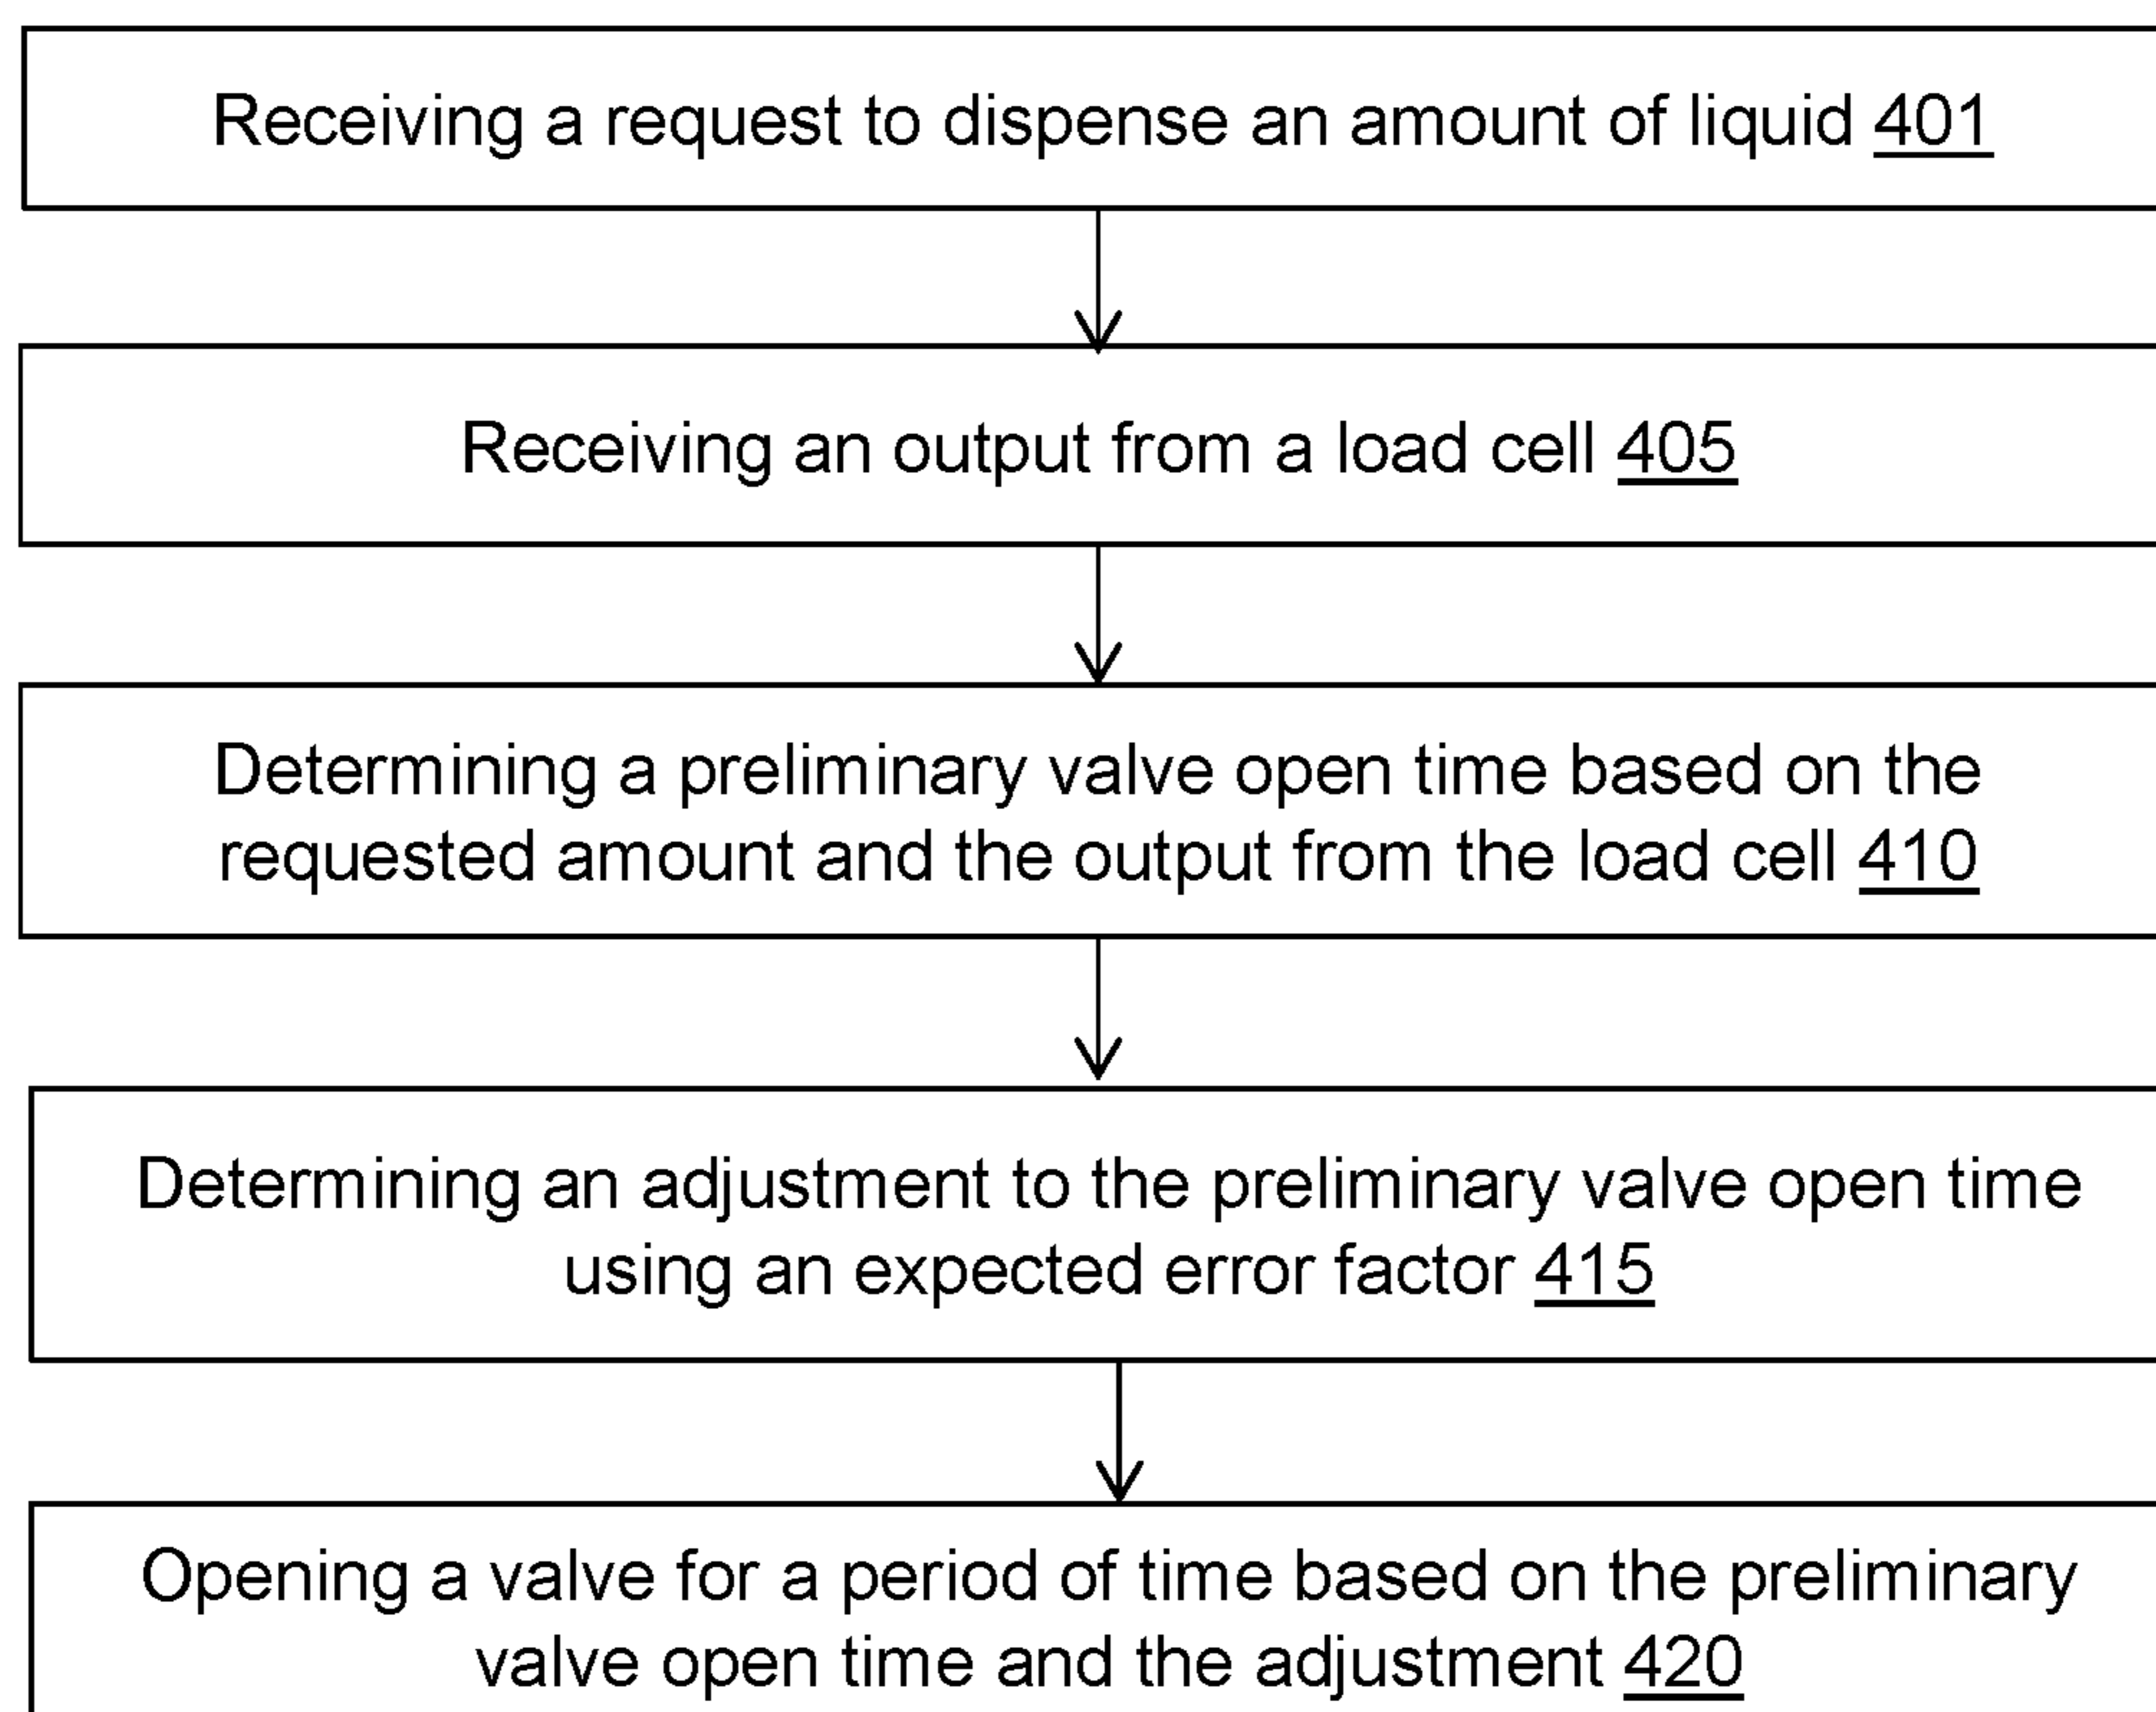 Receiving a request to dispense an amount of liquid 401
Receiving an output from a load cell 405
Determining a preliminary valve open time based on the
requested amount and the output from the load cell 410
Determining an adjustment to the preliminary valve open time
using an expected error factor 415
Opening a valve for a period of time based on the preliminary
valve open time and the adjustment 420